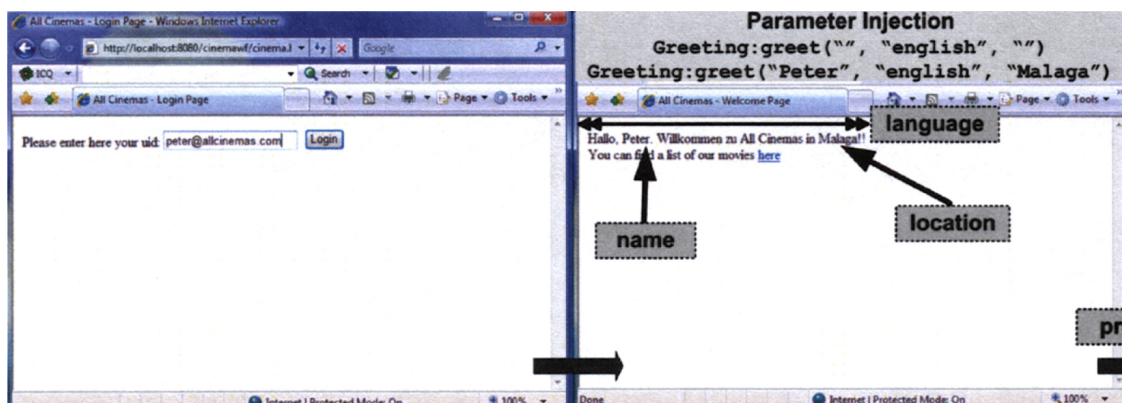 All Cinemas - Login Page - Windows Internet Explorer
http://localhost:8080/cinemawf/cinema.l
Google
ICQ
Search
All Cinemas - Login Page
Page
Tools
Please enter here your uid:
peter@allcinemas.com
Login
Internet | Protected Mode: On
100%
Parameter Injection
Greeting:greet(“”, “english”, “”)
Greeting:greet(“Peter”, “english”, “Malaga”)
All Cinemas - Welcome Page
Page
Tools
language
Hallo, Peter. Willkommen zu All Cinemas in Malaga!!
You can find a list of our movies here
location
name
pr
Done
Internet | Protected Mode: On
100%